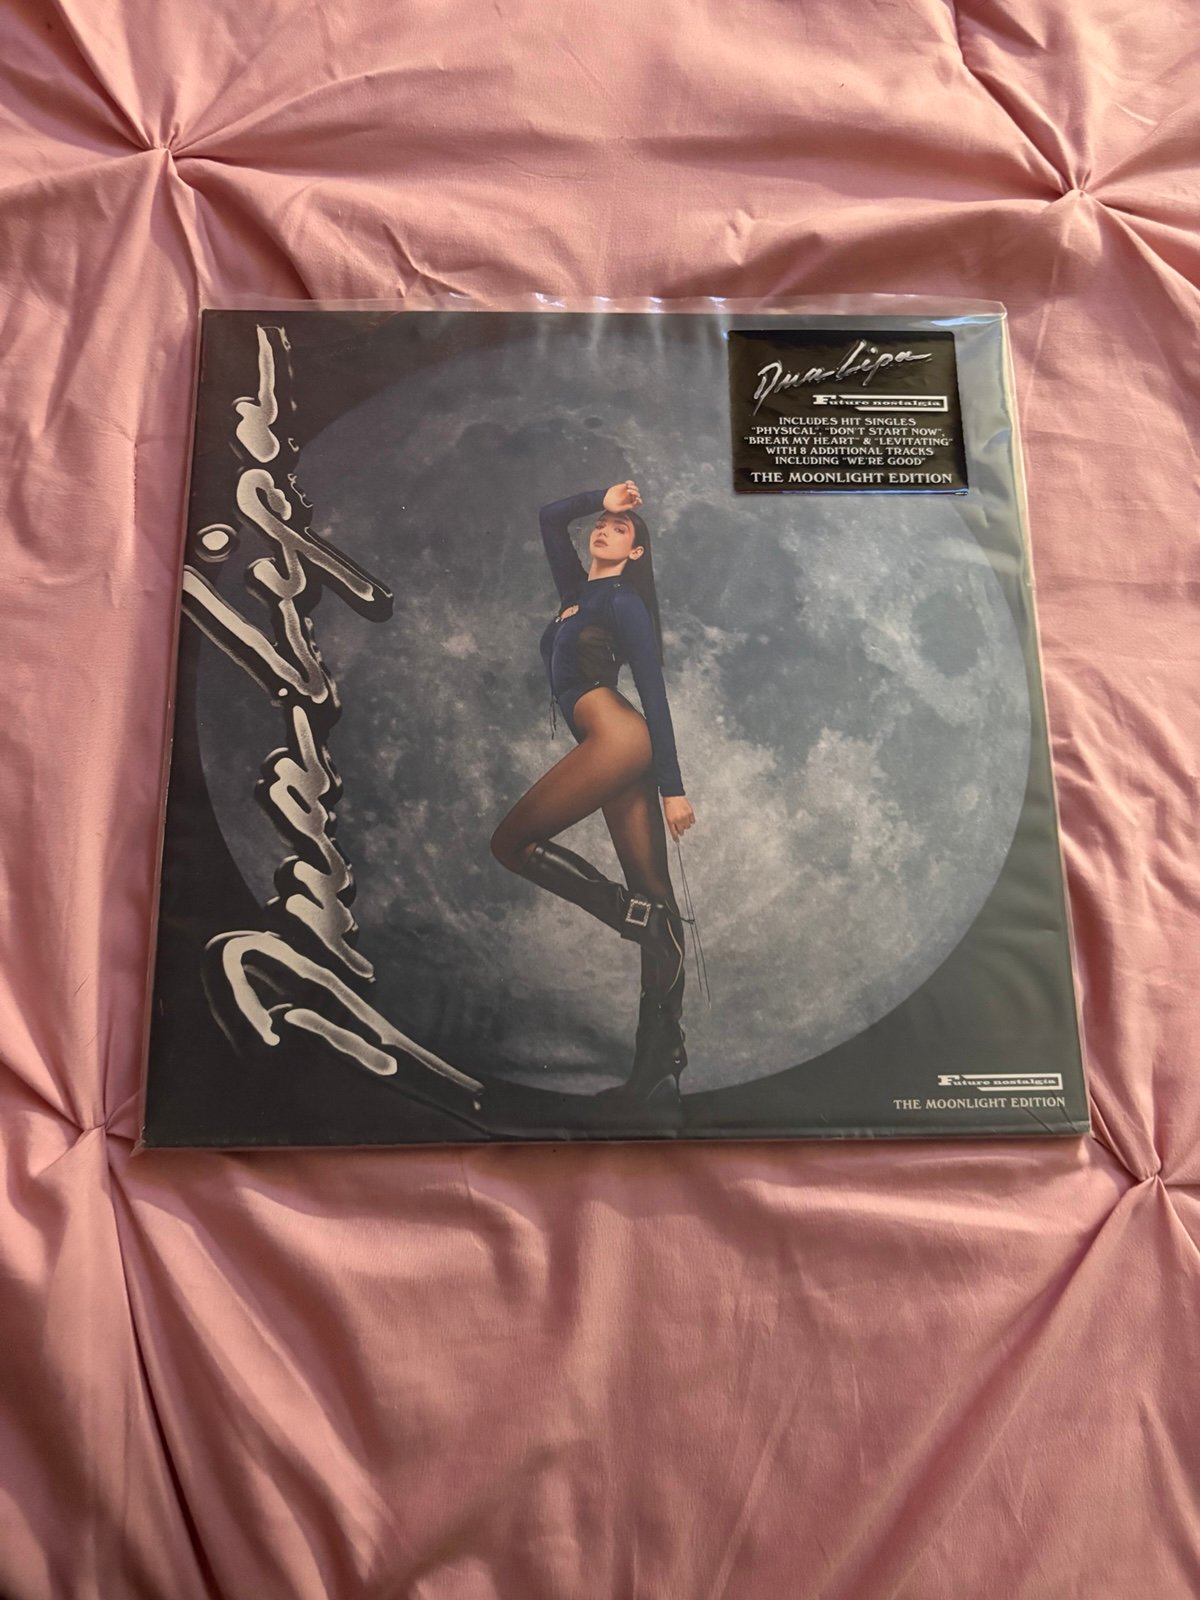 Dua Lipa
Dua Lipa
Future nostalgia
INCLUDES HIT SINGLES
"PHYSICAL", "DON'T START NOW",
"BREAK MY HEART" & "LEVITATING"
WITH 8 ADDITIONAL TRACKS
INCLUDING "WE'RE GOOD"
THE MOONLIGHT EDITION
Future nostalgia
THE MOONLIGHT EDITION